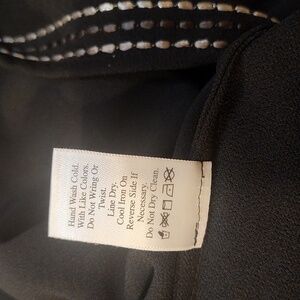 Hand Wash Cold.
With Like Colors.
Do Not Wring Or
Twist.
Line Dry.
Cool Iron On
Reverse Side If
Necessary.
Do Not Dry Clean.